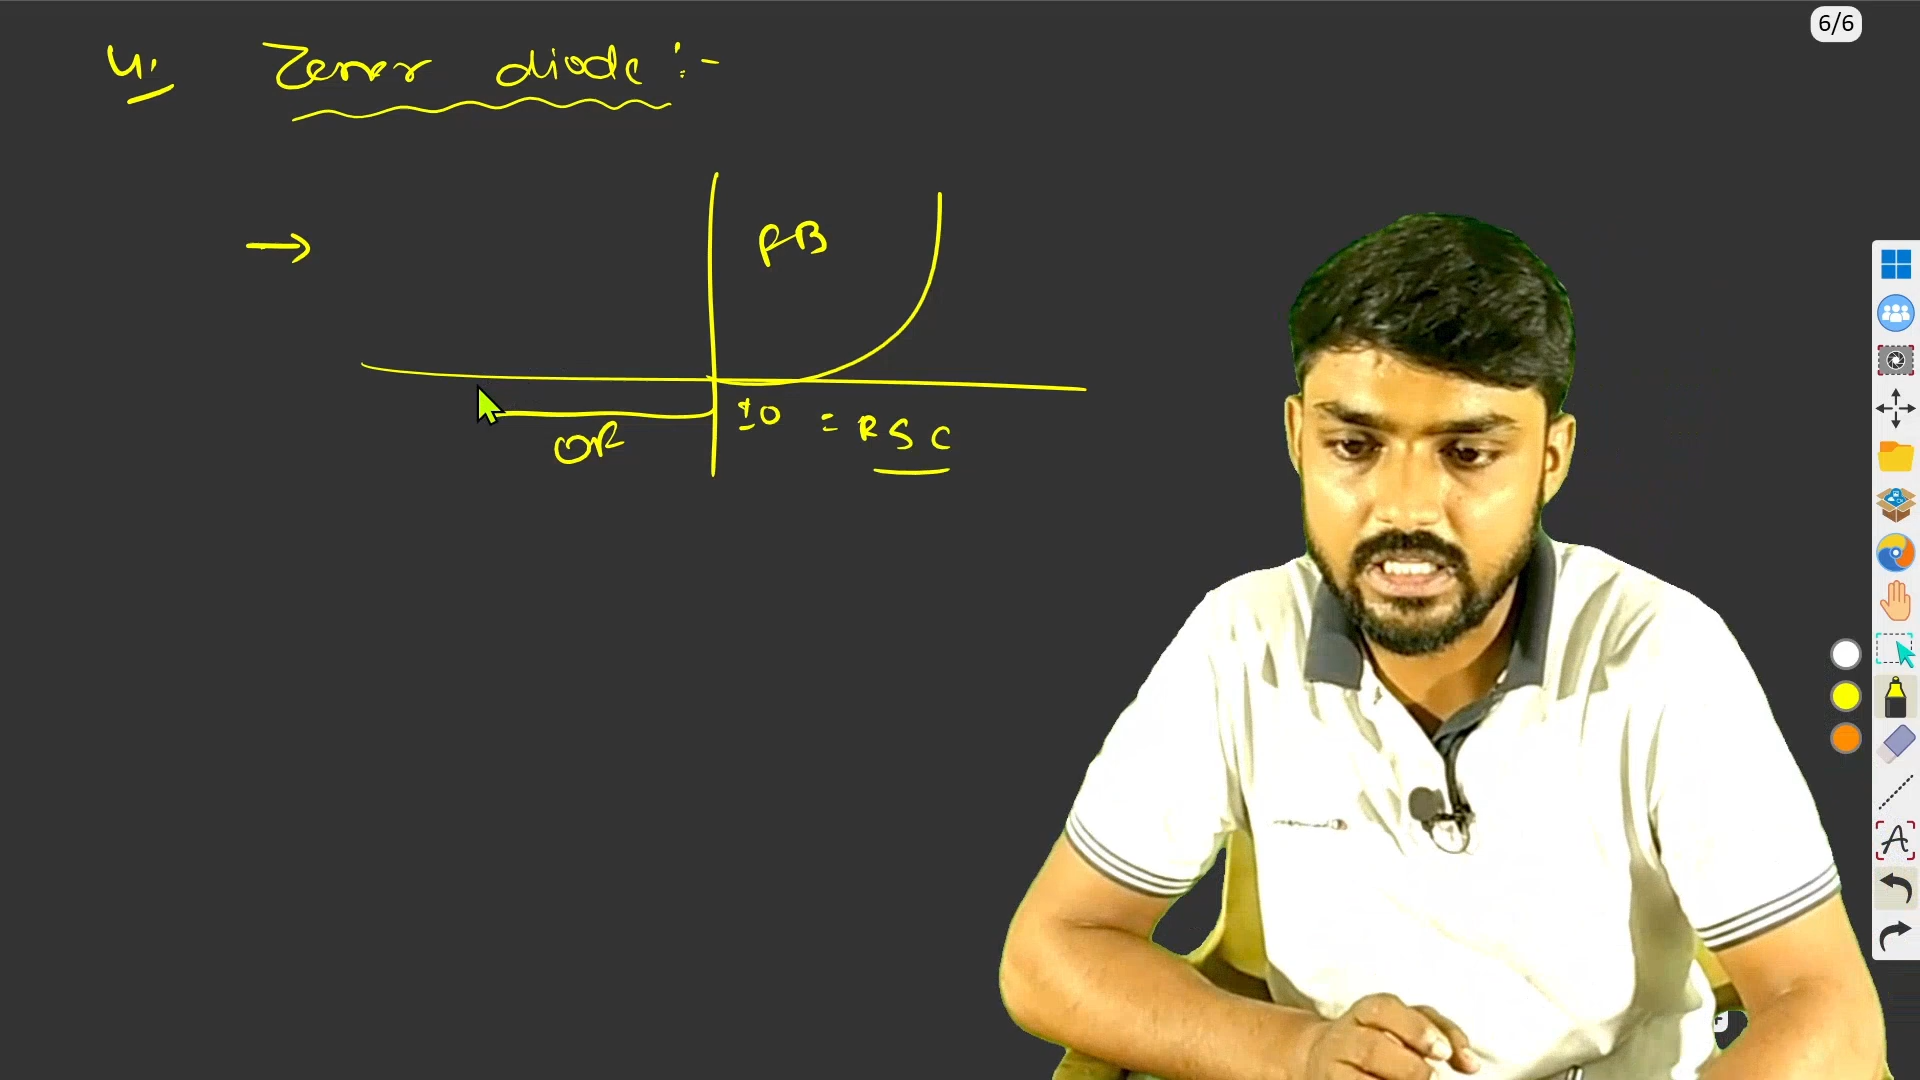 6/6
4. Zener diode :-
→ FB
I0 = RSC
OR